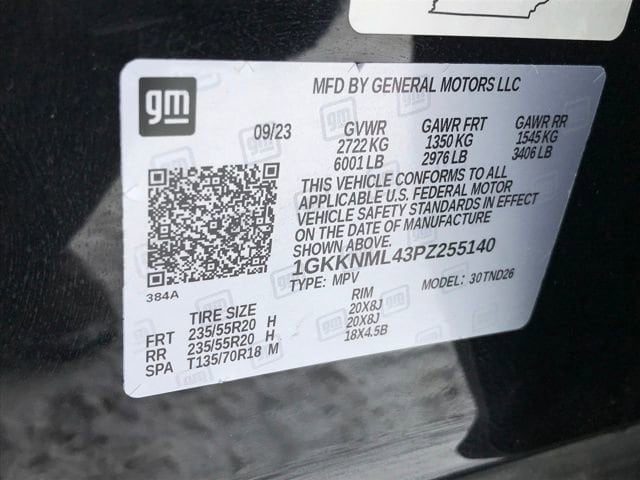 gm
MFD BY GENERAL MOTORS LLC
09/23 GVWR GAWR FRT GAWR RR
2722 KG 1350 KG 1545 KG
6001 LB 2976 LB 3406 LB
THIS VEHICLE CONFORMS TO ALL
APPLICABLE U.S. FEDERAL MOTOR
VEHICLE SAFETY STANDARDS IN EFFECT
ON THE DATE OF MANUFACTURE
SHOWN ABOVE.
1GKKNML43PZ255140
TYPE: MPV MODEL: 30TND26
384A
TIRE SIZE RIM
FRT 235/55R20 H 20X8J
RR 235/55R20 H 20X8J
SPA T135/70R18 M 18X4.5B